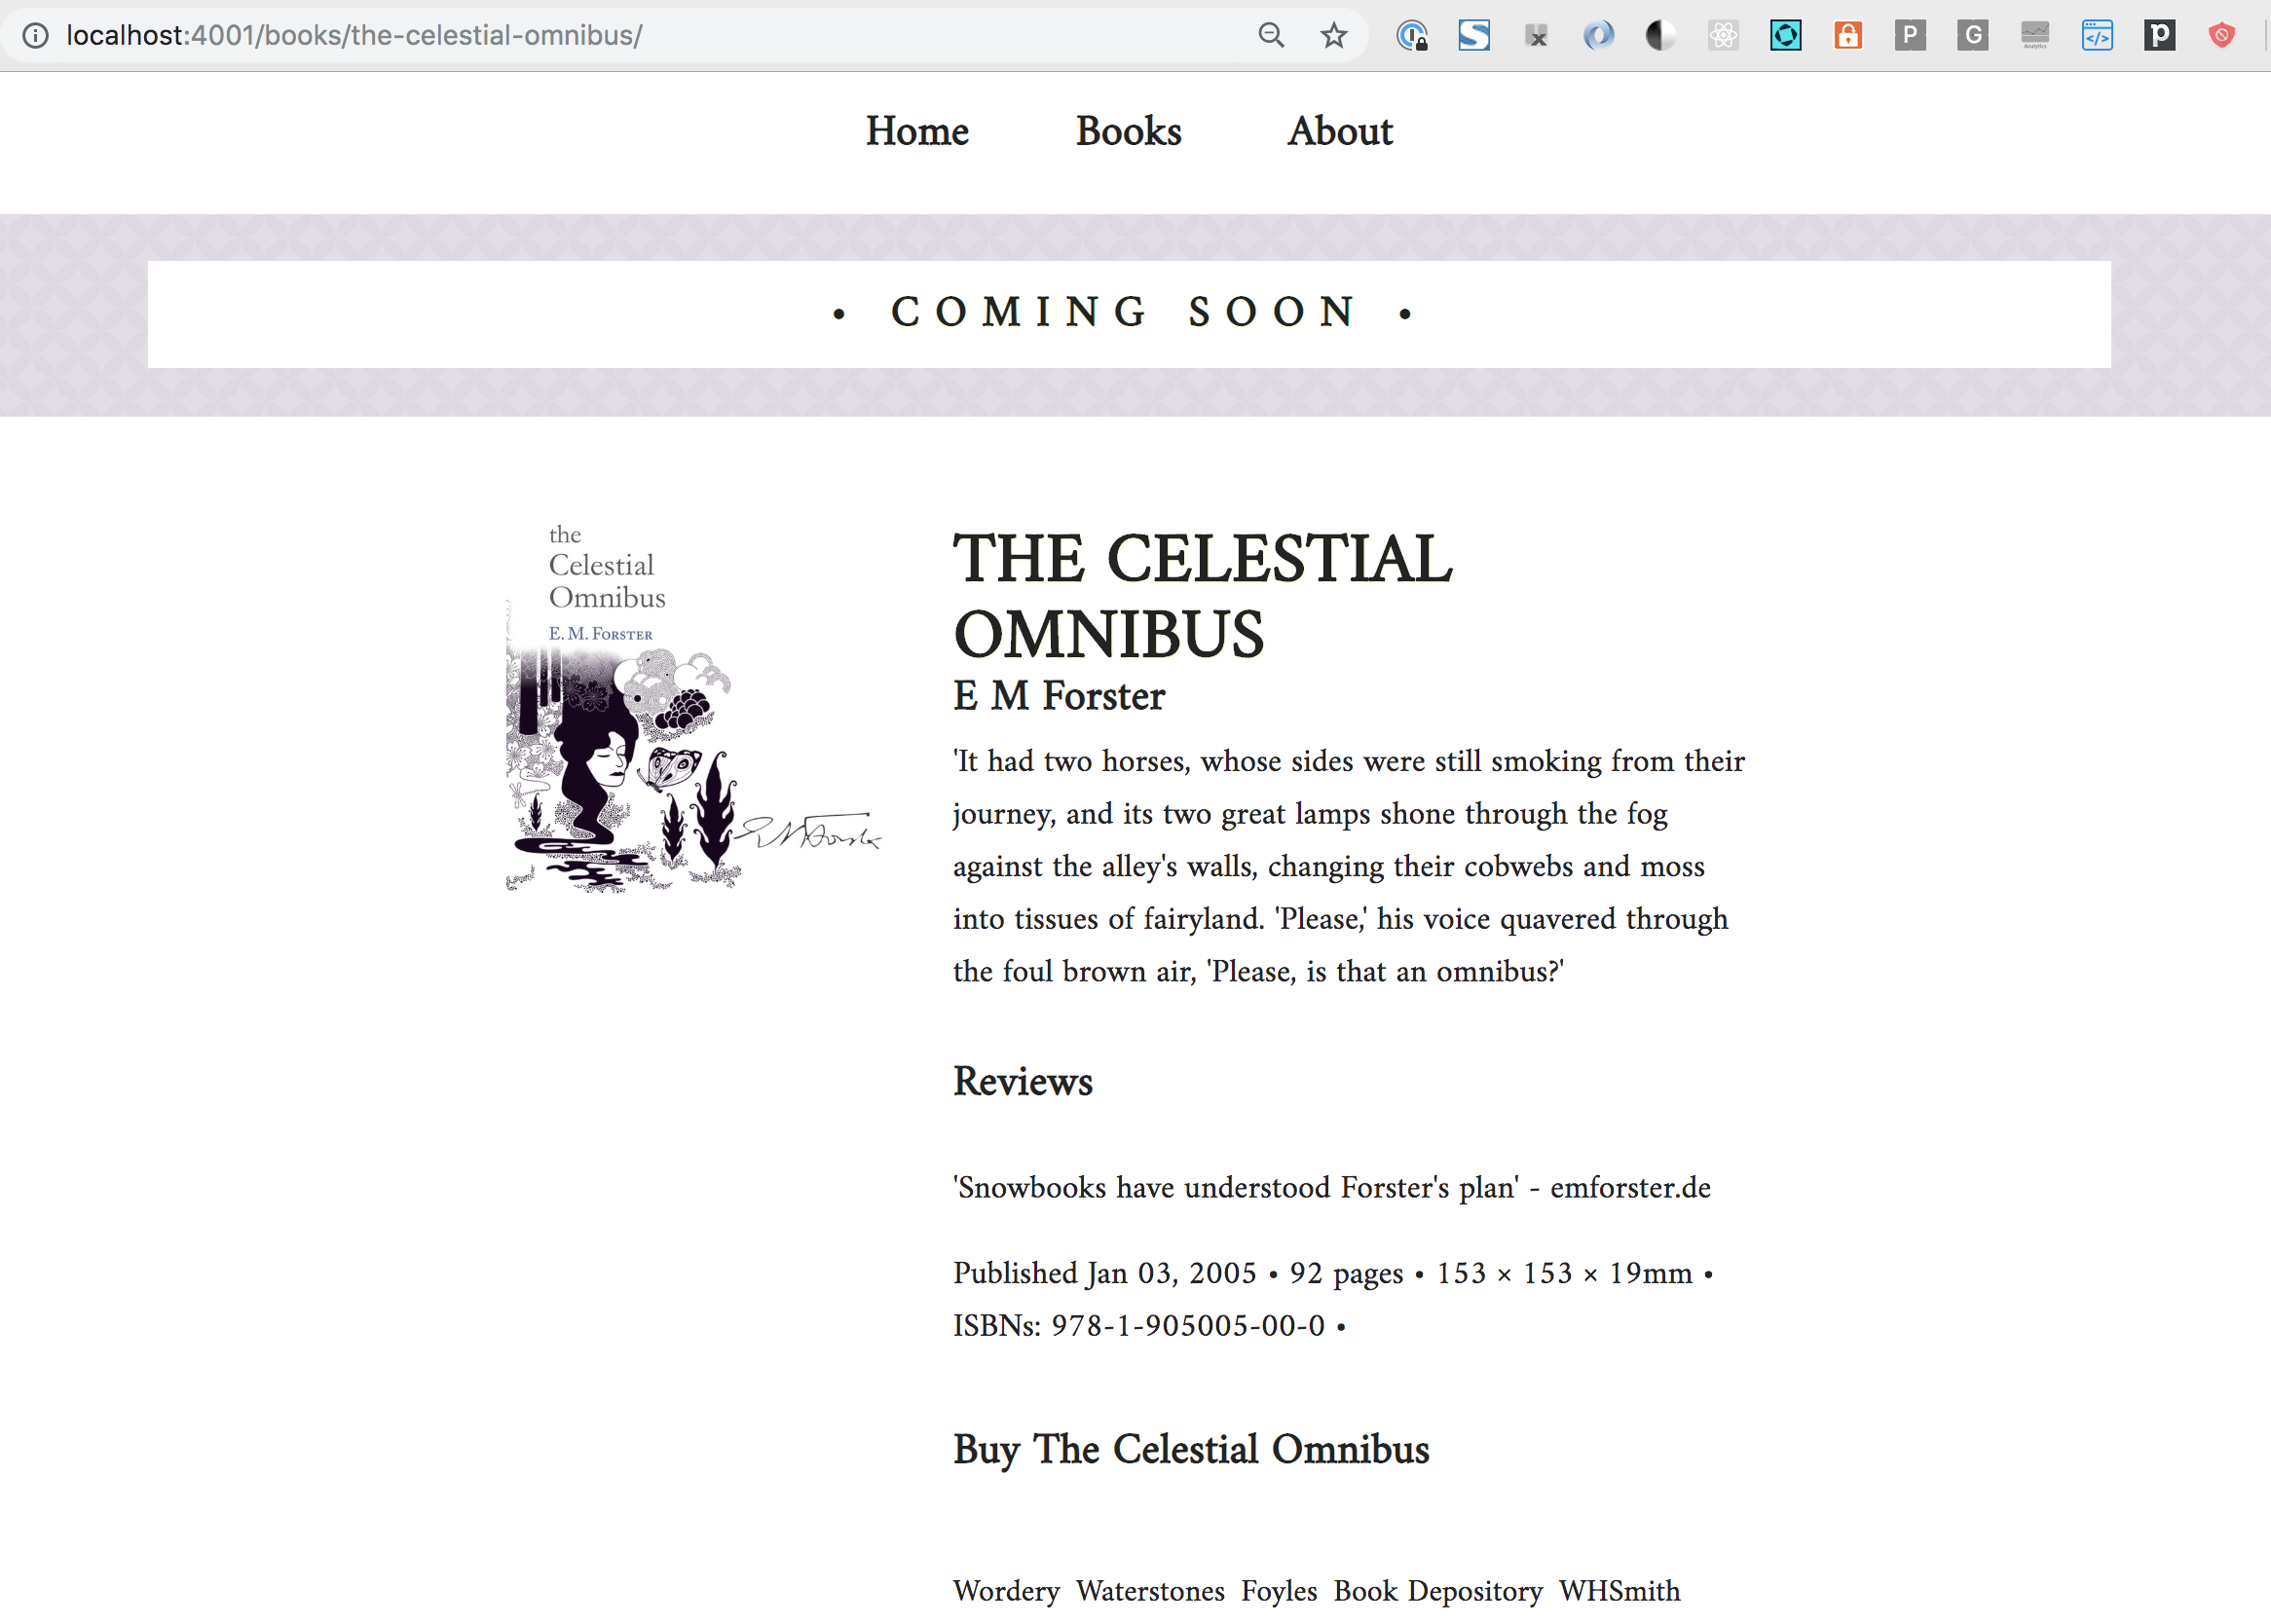 localhost:4001/books/the-celestial-omnibus/
P
G
Analytics
</>
p
Home Books About
• COMING SOON •
the
Celestial
Omnibus
E. M. Forster
THE CELESTIAL
OMNIBUS
E M Forster
'It had two horses, whose sides were still smoking from their
journey, and its two great lamps shone through the fog
against the alley's walls, changing their cobwebs and moss
into tissues of fairyland. 'Please,' his voice quavered through
the foul brown air, 'Please, is that an omnibus?'
Reviews
'Snowbooks have understood Forster's plan' - emforster.de
Published Jan 03, 2005 • 92 pages • 153 × 153 × 19mm •
ISBNs: 978-1-905005-00-0 •
Buy The Celestial Omnibus
Wordery Waterstones Foyles Book Depository WHSmith